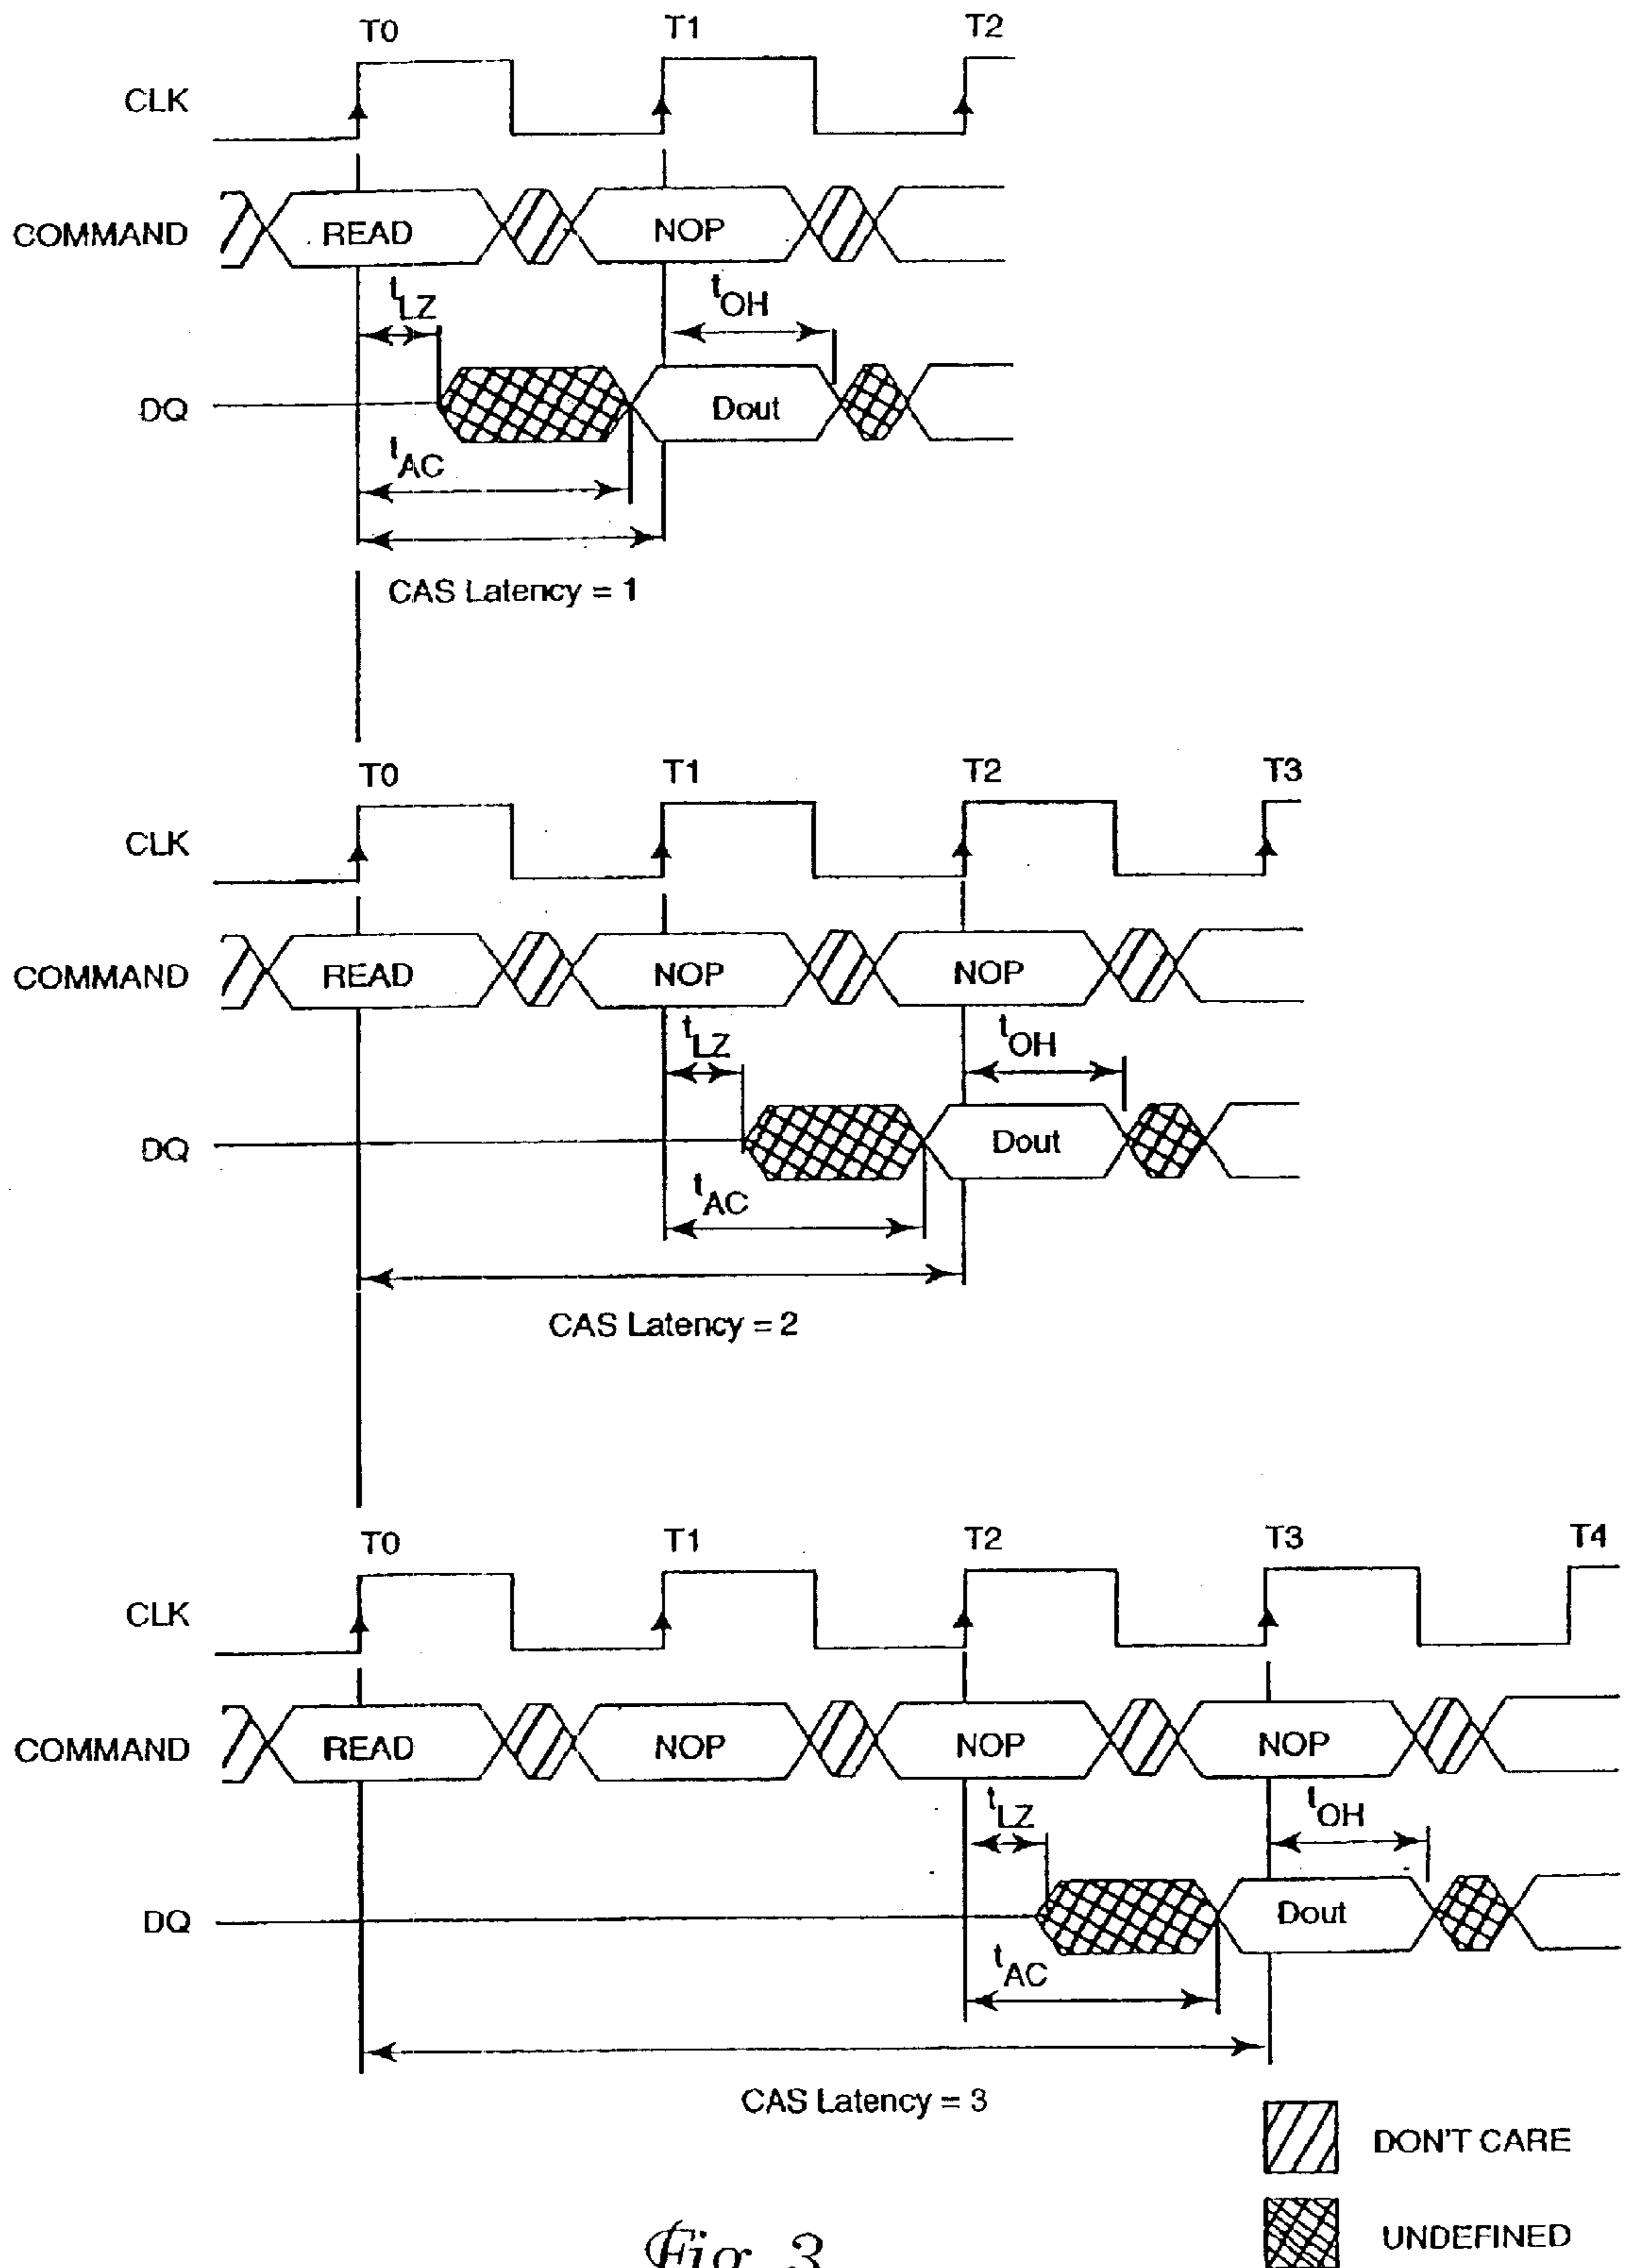 T0 T1 T2
CLK
COMMAND READ NOP
tLZ tOH
DQ Dout
tAC
CAS Latency = 1
T0 T1 T2 T3
CLK
COMMAND READ NOP NOP
tLZ tOH
DQ Dout
tAC
CAS Latency = 2
T0 T1 T2 T3 T4
CLK
COMMAND READ NOP NOP NOP
tLZ tOH
DQ Dout
tAC
CAS Latency = 3
DON'T CARE
UNDEFINED
Fig. 3